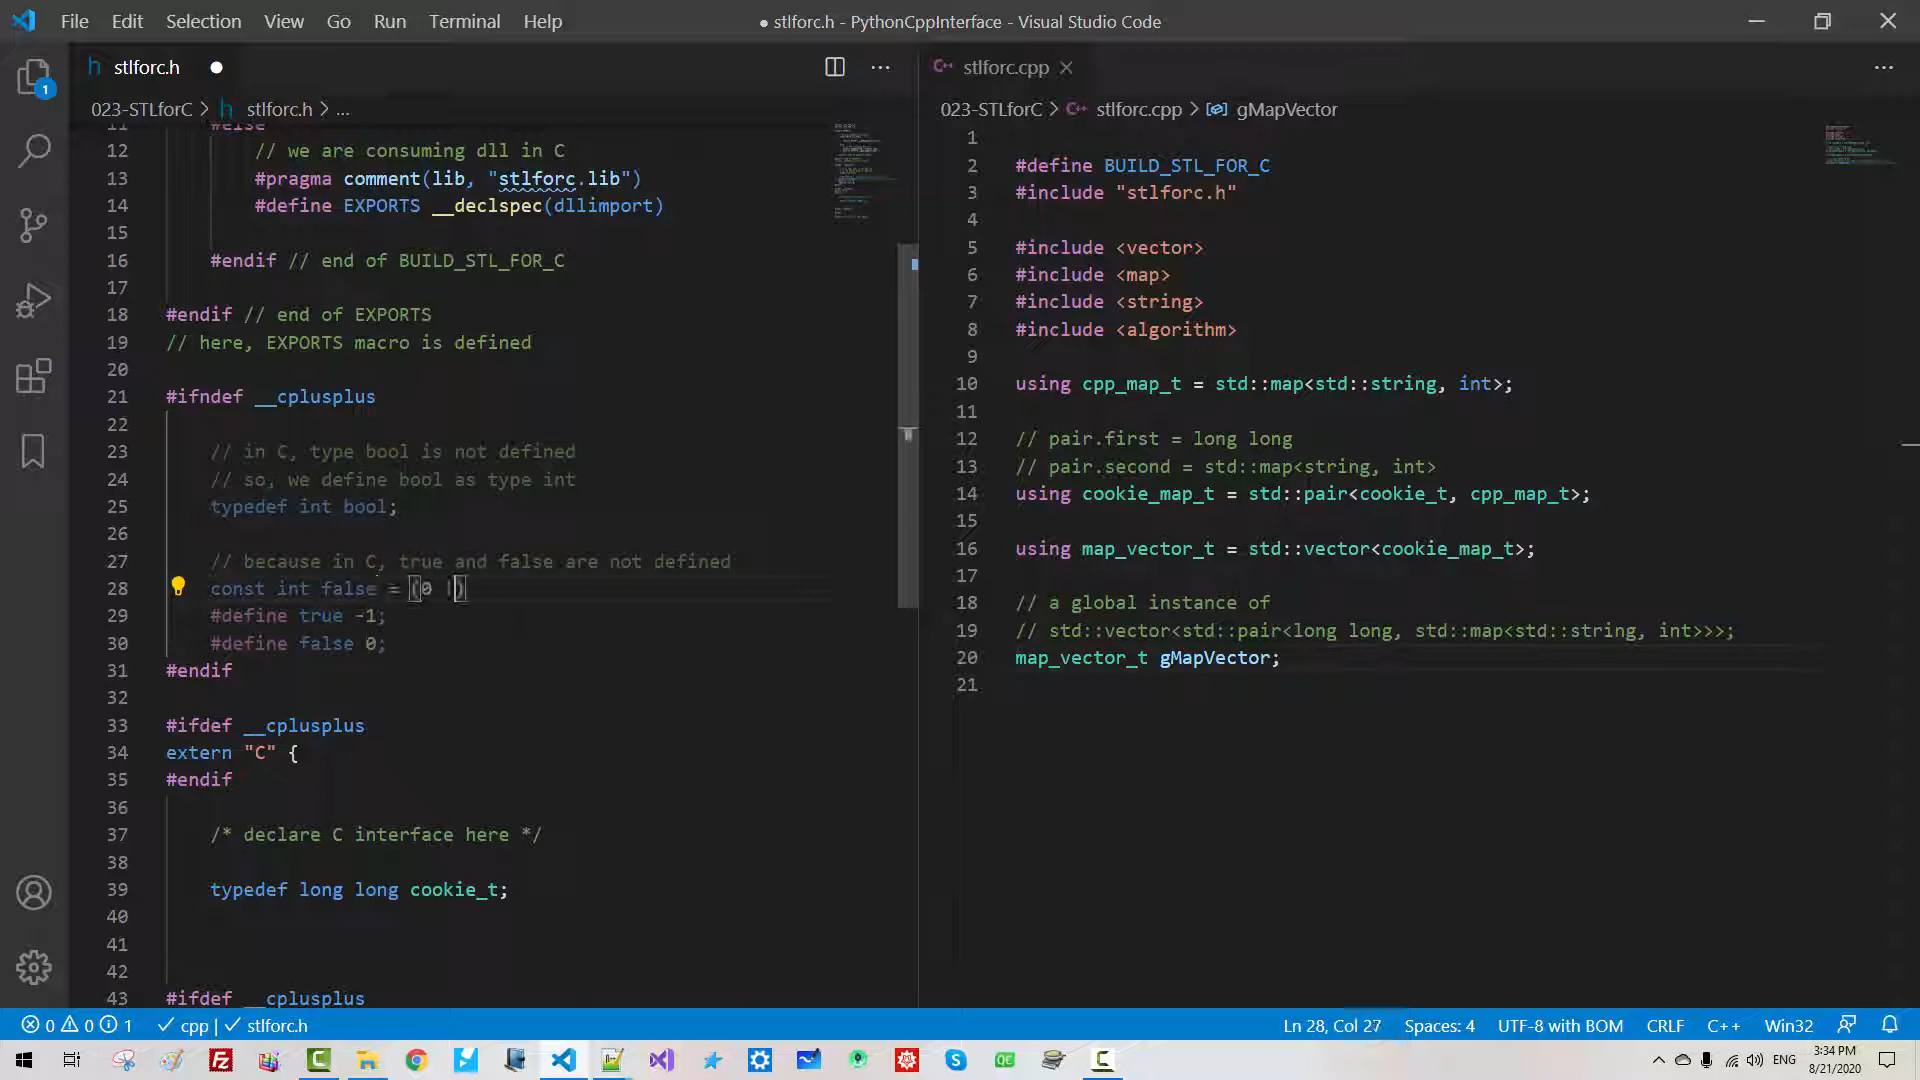 File Edit Selection View Go Run Terminal Help
● stlforc.h - PythonCppInterface - Visual Studio Code
stlforc.h
stlforc.cpp
023-STLforC > stlforc.h > ...
023-STLforC > stlforc.cpp > gMapVector
11 #else
12 // we are consuming dll in C
13 #pragma comment(lib, "stlforc.lib")
14 #define EXPORTS __declspec(dllimport)
15
16 #endif // end of BUILD_STL_FOR_C
17
18 #endif // end of EXPORTS
19 // here, EXPORTS macro is defined
20
21 #ifndef __cplusplus
22
23 // in C, type bool is not defined
24 // so, we define bool as type int
25 typedef int bool;
26
27 // because in C, true and false are not defined
28 const int false = (0 |)
29 #define true -1;
30 #define false 0;
31 #endif
32
33 #ifdef __cplusplus
34 extern "C" {
35 #endif
36
37 /* declare C interface here */
38
39 typedef long long cookie_t;
40
41
42
43 #ifdef __cplusplus
1
2 #define BUILD_STL_FOR_C
3 #include "stlforc.h"
4
5 #include <vector>
6 #include <map>
7 #include <string>
8 #include <algorithm>
9
10 using cpp_map_t = std::map<std::string, int>;
11
12 // pair.first = long long
13 // pair.second = std::map<string, int>
14 using cookie_map_t = std::pair<cookie_t, cpp_map_t>;
15
16 using map_vector_t = std::vector<cookie_map_t>;
17
18 // a global instance of
19 // std::vector<std::pair<long long, std::map<std::string, int>>>;
20 map_vector_t gMapVector;
21
1
0 0 1 cpp | stlforc.h
Ln 28, Col 27 Spaces: 4 UTF-8 with BOM CRLF C++ Win32
ENG
3:34 PM
8/21/2020